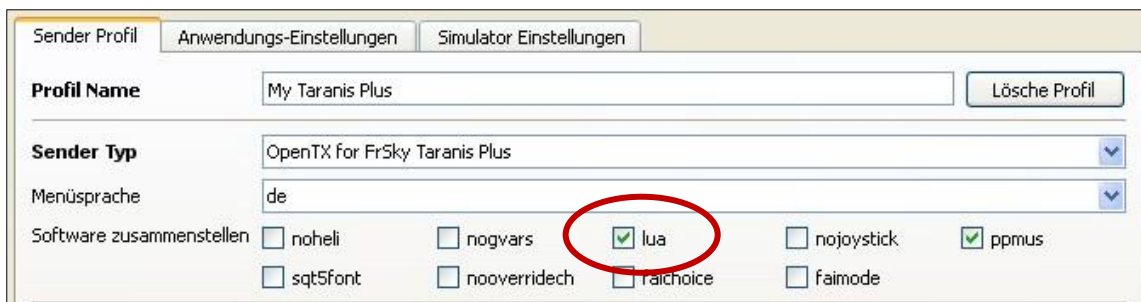 Sender Profil Anwendungs-Einstellungen Simulator Einstellungen
Profil Name My Taranis Plus Lösche Profil
Sender Typ OpenTX for FrSky Taranis Plus
Menüsprache de
Software zusammenstellen noheli nogvars lua nojoystick ppmus
sqt5font nooverridech faichoice faimode